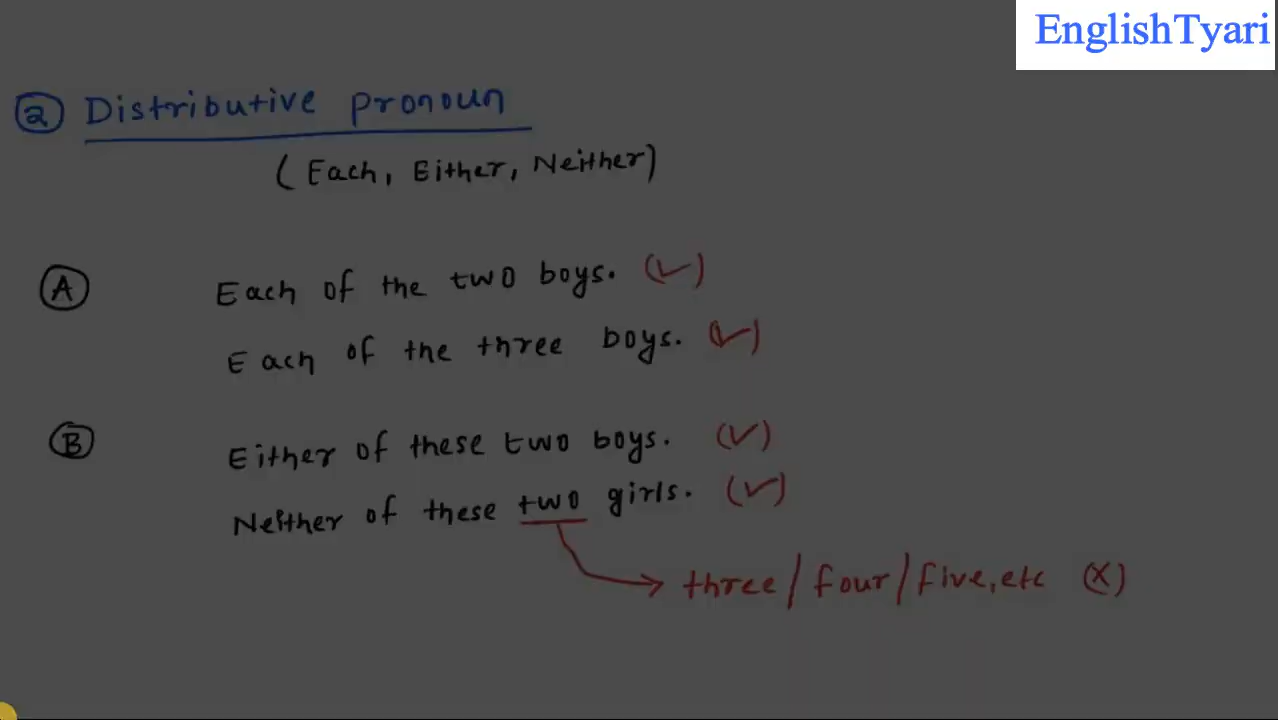 EnglishTyari
② Distributive pronoun
(Each, Either, Neither)
Ⓐ Each of the two boys. (✓)
Each of the three boys. (✓)
Ⓑ Either of these two boys. (✓)
Neither of these two girls. (✓)
three/four/five, etc (x)